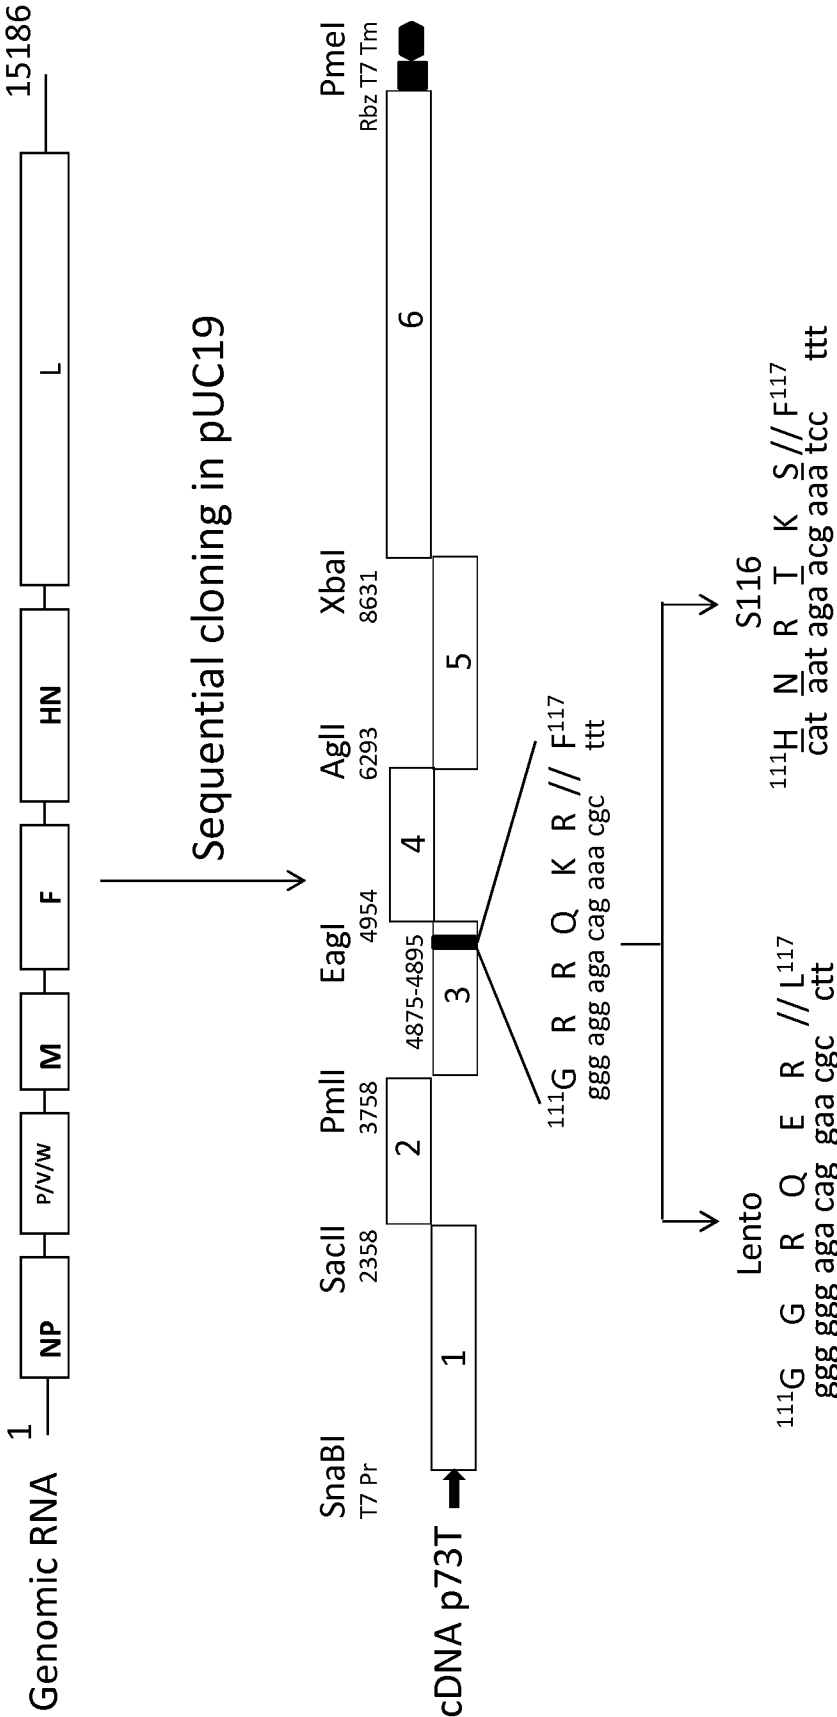 Genomic RNA
1
15186
NP
P/V/W
M
F
HN
L
Sequential cloning in pUC19
SnaBI SacII PmlI EagI AgII XbaI PmeI
T7 Pr 2358 3758 4954 6293 8631 Rbz T7 Tm
4875-4895
cDNA p73T
1 2 3 4 5 6
111G R R Q K R // F117
ggg agg aga cag aaa cgc ttt
Lento
111G G R Q E R // L117
ggg ggg aga cag gaa cgc ctt
S116
111H N R T K S // F117
cat aat aga acg aaa tcc ttt